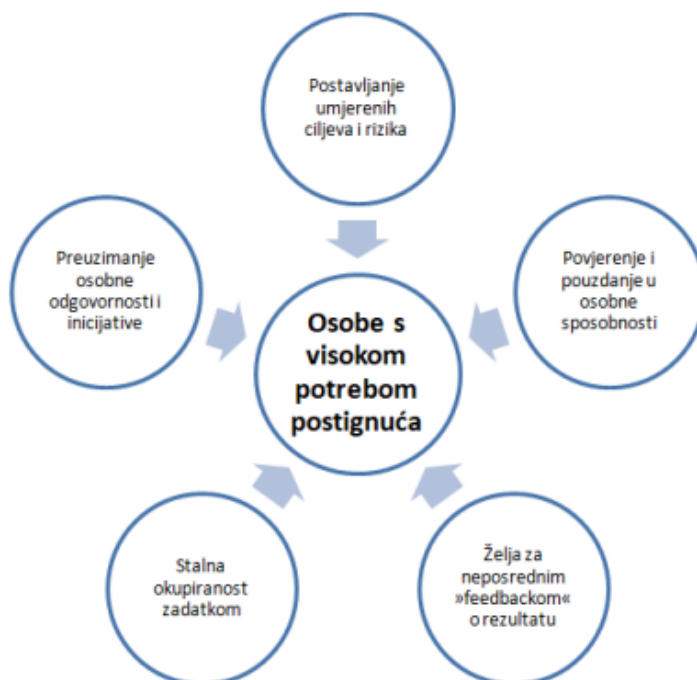 Postavljanje
umjerenih
ciljeva i rizika
Preuzimanje
osobne
odgovornosti i
inicijative
Povjerenje i
pouzdanje u
osobne
sposobnosti
Osobe s
visokom
potrebom
postignuća
Stalna
okupiranost
zadatkom
Želja za
neposrednim
»feedbackom«
o rezultatu